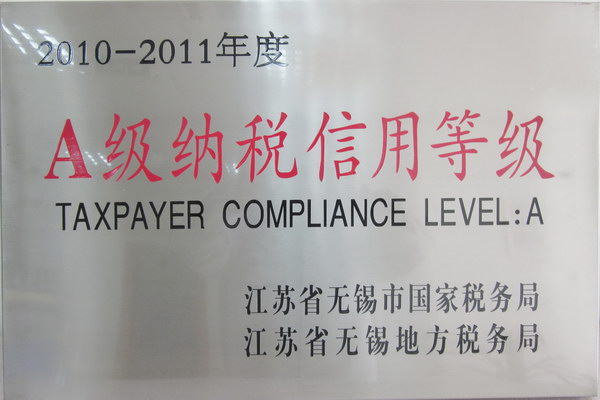 2010-2011年度
A级纳税信用等级
TAXPAYER COMPLIANCE LEVEL:A
江苏省无锡市国家税务局
江苏省无锡地方税务局